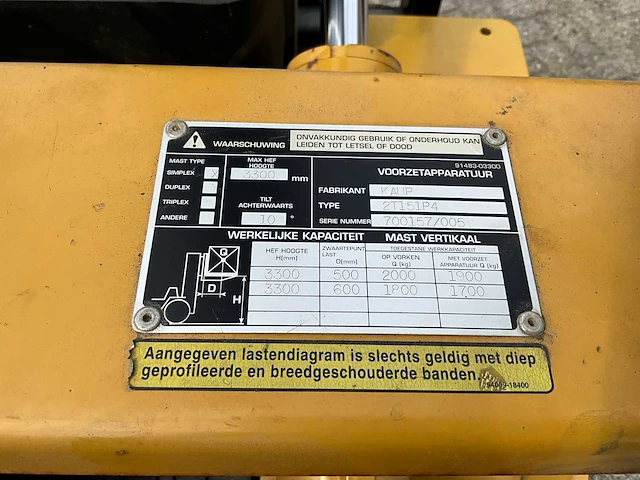 WAARSCHUWING
ONVAKKUNDIG GEBRUIK OF ONDERHOUD KAN
LEIDEN TOT LETSEL OF DOOD
91483-03300
MAST TYPE
SIMPLEX X
DUPLEX
TRIPLEX
ANDERE
MAX HEF
HOOGTE
3300 mm
TILT
ACHTERWAARTS
10 °
VOORZETAPPARATUUR
FABRIKANT KAUP
TYPE 2T151P4
SERIE NUMMER 700157/005
WERKELIJKE KAPACITEIT MAST VERTIKAAL
HEF HOOGTE
H(mm)
ZWAARTEPUNT
LAST
D(mm)
TOEGESTANE WERKKAPACITEIT
OP VORKEN
Q (kg)
MET VOORZET
APPARATUUR Q (kg)
3300 500 2000 1900
3300 600 1800 1700
G
D
H
Aangegeven lastendiagram is slechts geldig met diep
geprofileerde en breedgeschouderde banden.